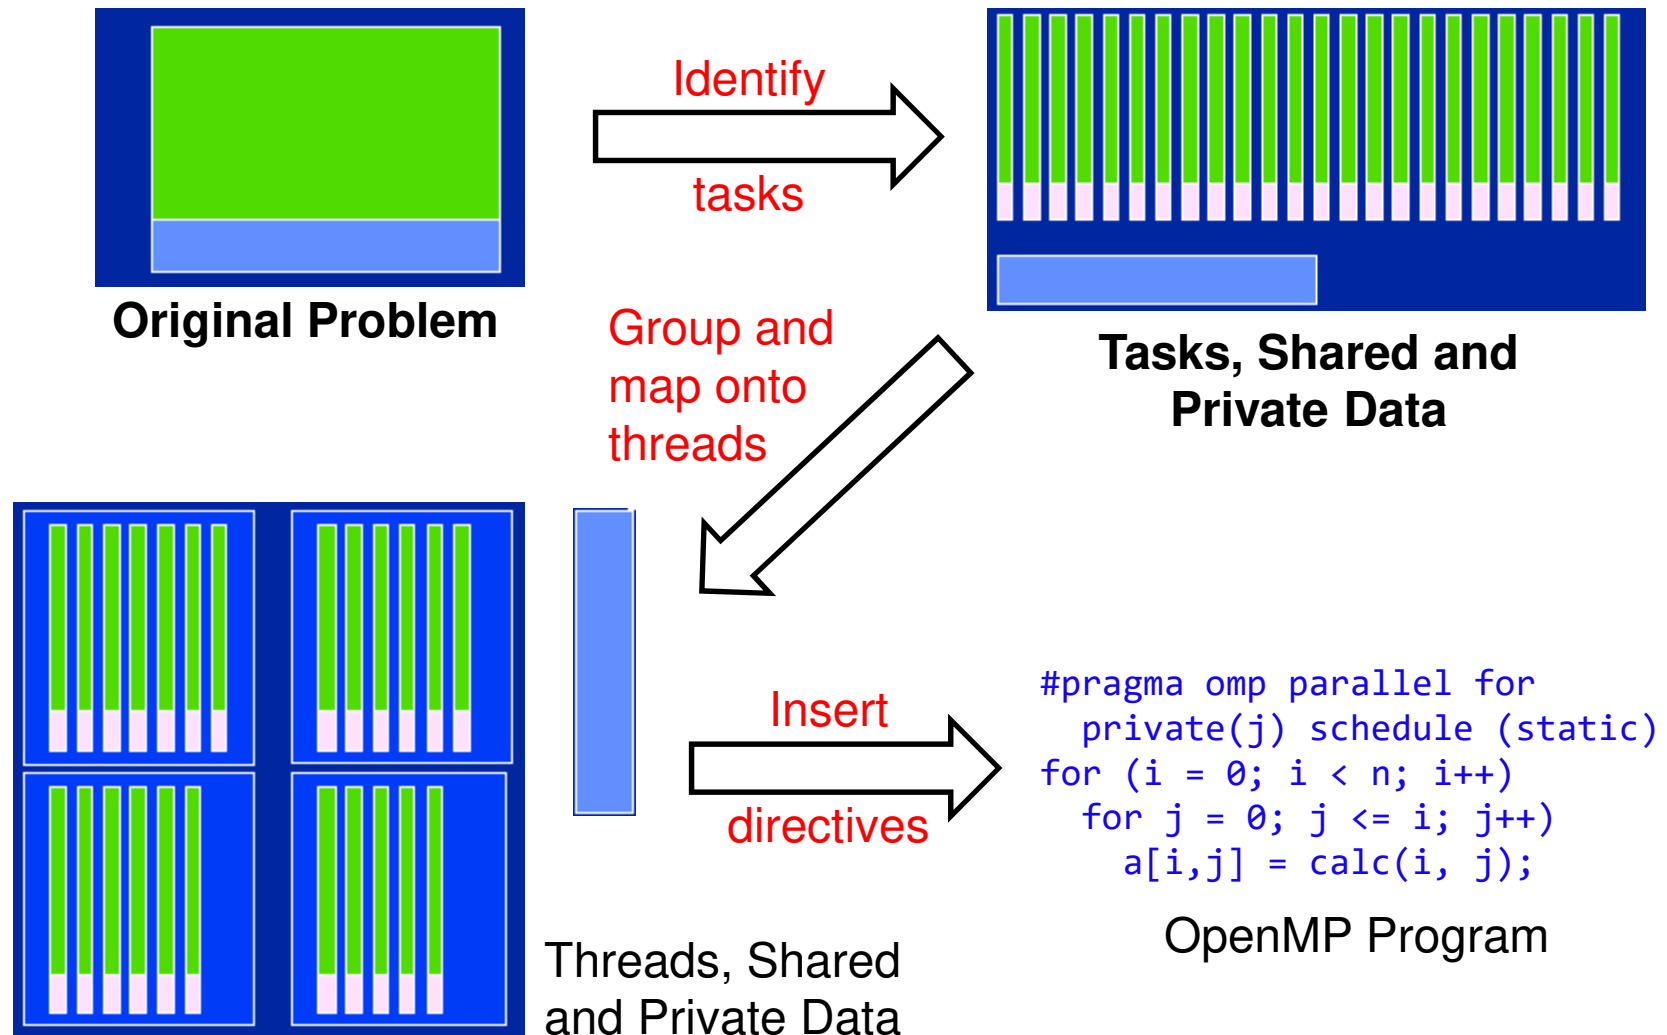 Identify
tasks
Original Problem
Tasks, Shared and
Private Data
Group and
map onto
threads
Insert
directives
#pragma omp parallel for
private(j) schedule (static)
for (i = 0; i < n; i++)
for j = 0; j <= i; j++)
a[i,j] = calc(i, j);
OpenMP Program
Threads, Shared
and Private Data